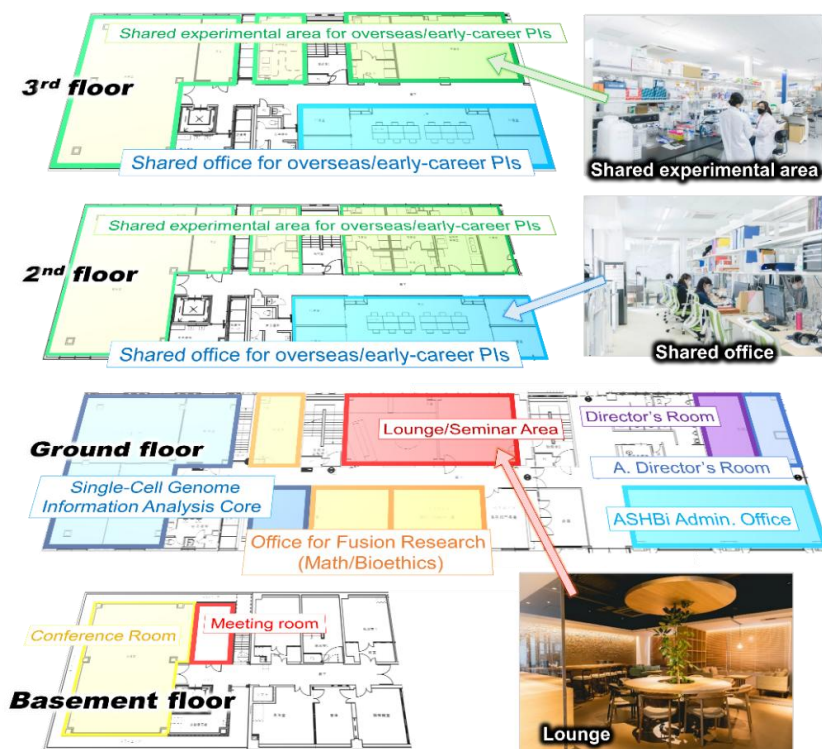 Shared experimental area for overseas/early-career PIs
3rd floor
Shared office for overseas/early-career PIs
Shared experimental area
Shared experimental area for overseas/early-career PIs
2nd floor
Shared office for overseas/early-career PIs
Shared office
Ground floor
Lounge/Seminar Area
Director's Room
A. Director's Room
Single-Cell Genome
Information Analysis Core
Office for Fusion Research
(Math/Bioethics)
ASHBi Admin. Office
Conference Room
Meeting room
Basement floor
Lounge